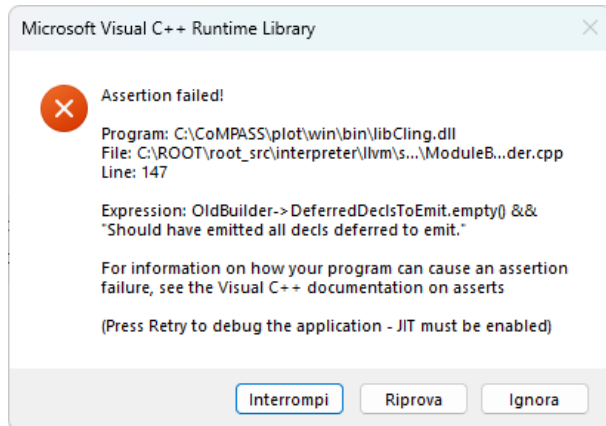 Microsoft Visual C++ Runtime Library
Assertion failed!
Program: C:\CoMPASS\plot\win\bin\libCling.dll
File: C:\ROOT\root_src\interpreter\llvm\s...\ModuleB...der.cpp
Line: 147
Expression: OldBuilder->DeferredDeclsToEmit.empty() &&
"Should have emitted all decls deferred to emit."
For information on how your program can cause an assertion
failure, see the Visual C++ documentation on asserts
(Press Retry to debug the application - JIT must be enabled)
Interrompi
Riprova
Ignora